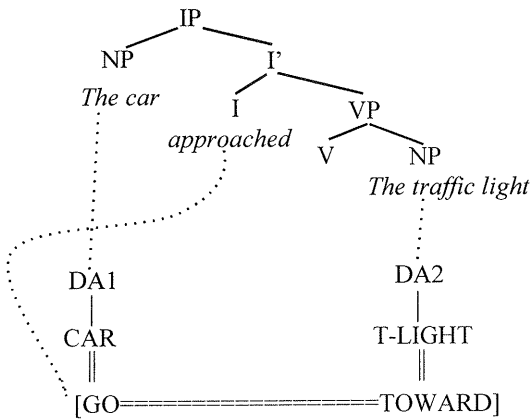 IP
NP I'
The car I VP
approached V NP
The traffic light
DA1 DA2
CAR T-LIGHT
[GO=====================TOWARD]